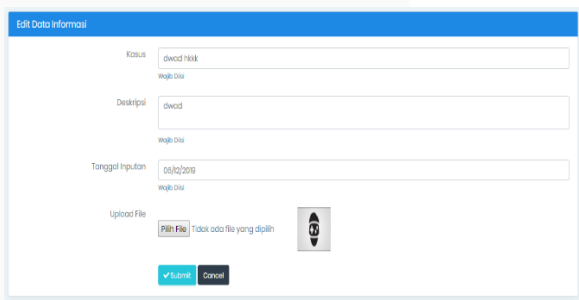 Edit Data Informasi
Kasus
dwad hkkk
Wajib Diisi
Deskripsi
dwad
Wajib Diisi
Tanggal Inputan
06/12/2019
Wajib Diisi
Upload File
Pilih File Tidak ada file yang dipilih
Submit Cancel